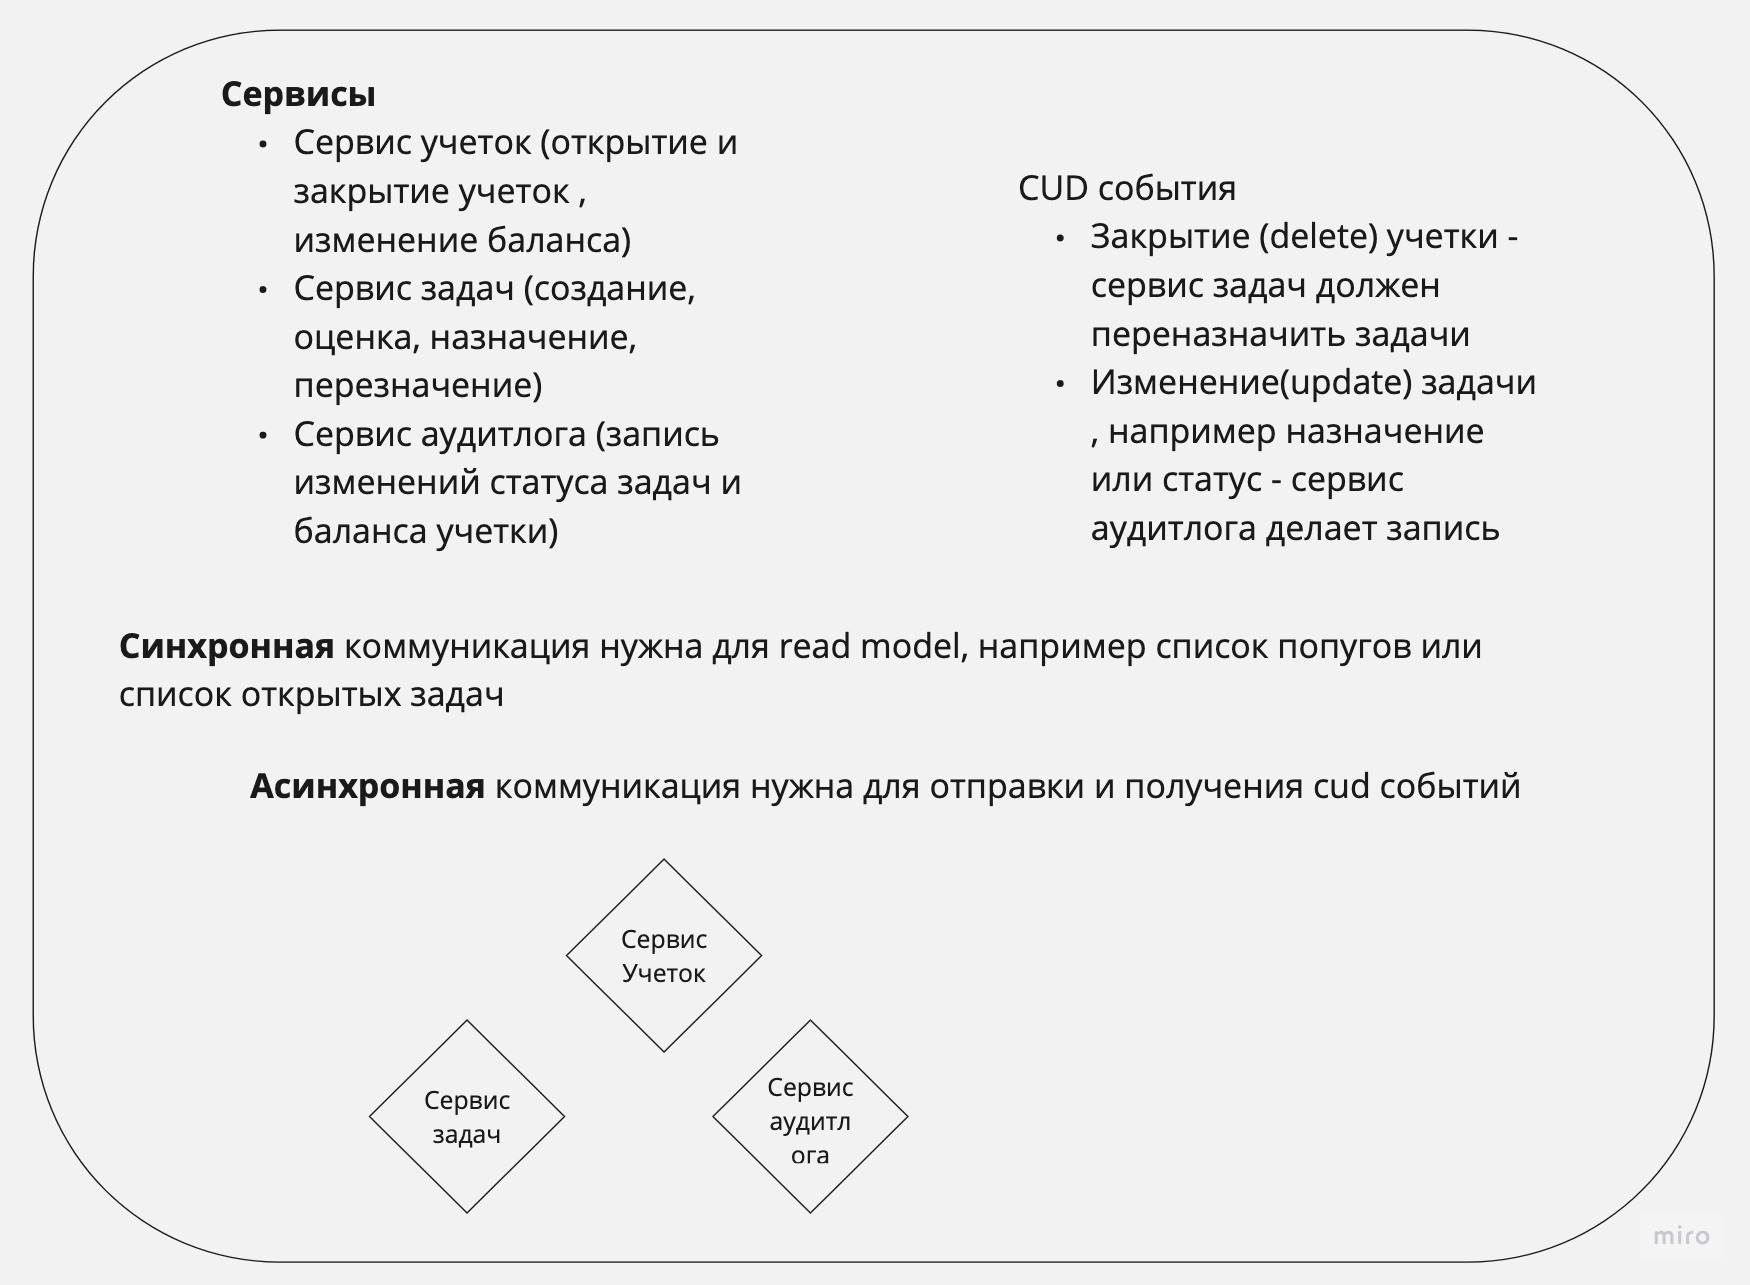 Сервисы
• Сервис учеток (открытие и
закрытие учеток ,
изменение баланса)
• Сервис задач (создание,
оценка, назначение,
перезначение)
• Сервис аудитлога (запись
изменений статуса задач и
баланса учетки)
CUD события
• Закрытие (delete) учетки -
сервис задач должен
переназначить задачи
• Изменение(update) задачи
, например назначение
или статус - сервис
аудитлога делает запись
Синхронная коммуникация нужна для read model, например список попугов или
список открытых задач
Асинхронная коммуникация нужна для отправки и получения cud событий
Сервис
Учеток
Сервис
задач
Сервис
аудитл
ога
miro